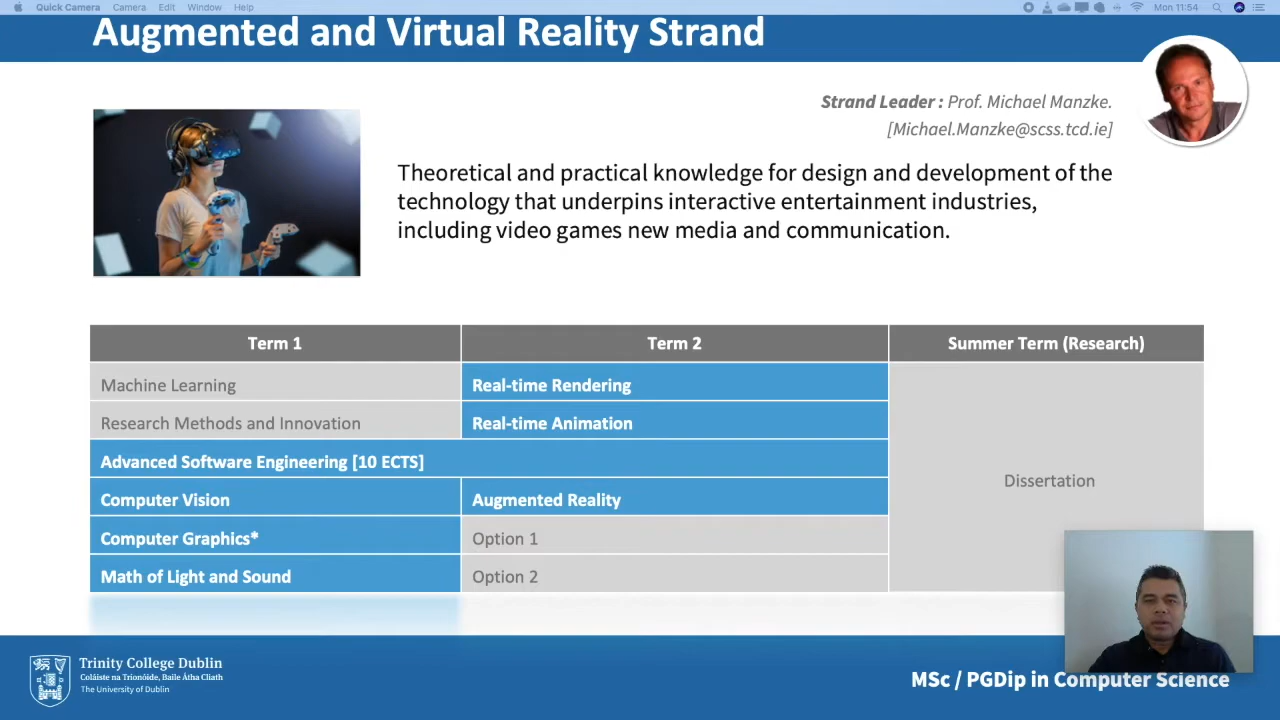 Quick Camera Camera Edit Window Help Mon 11:54
Augmented and Virtual Reality Strand
Strand Leader : Prof. Michael Manzke.
[Michael.Manzke@scss.tcd.ie]
Theoretical and practical knowledge for design and development of the
technology that underpins interactive entertainment industries,
including video games new media and communication.
Term 1 Term 2 Summer Term (Research)
Machine Learning Real-time Rendering
Research Methods and Innovation Real-time Animation
Advanced Software Engineering [10 ECTS]
Dissertation
Computer Vision Augmented Reality
Computer Graphics* Option 1
Math of Light and Sound Option 2
Trinity College Dublin
Coláiste na Tríonóide, Baile Átha Cliath
The University of Dublin
MSc / PGDip in Computer Science